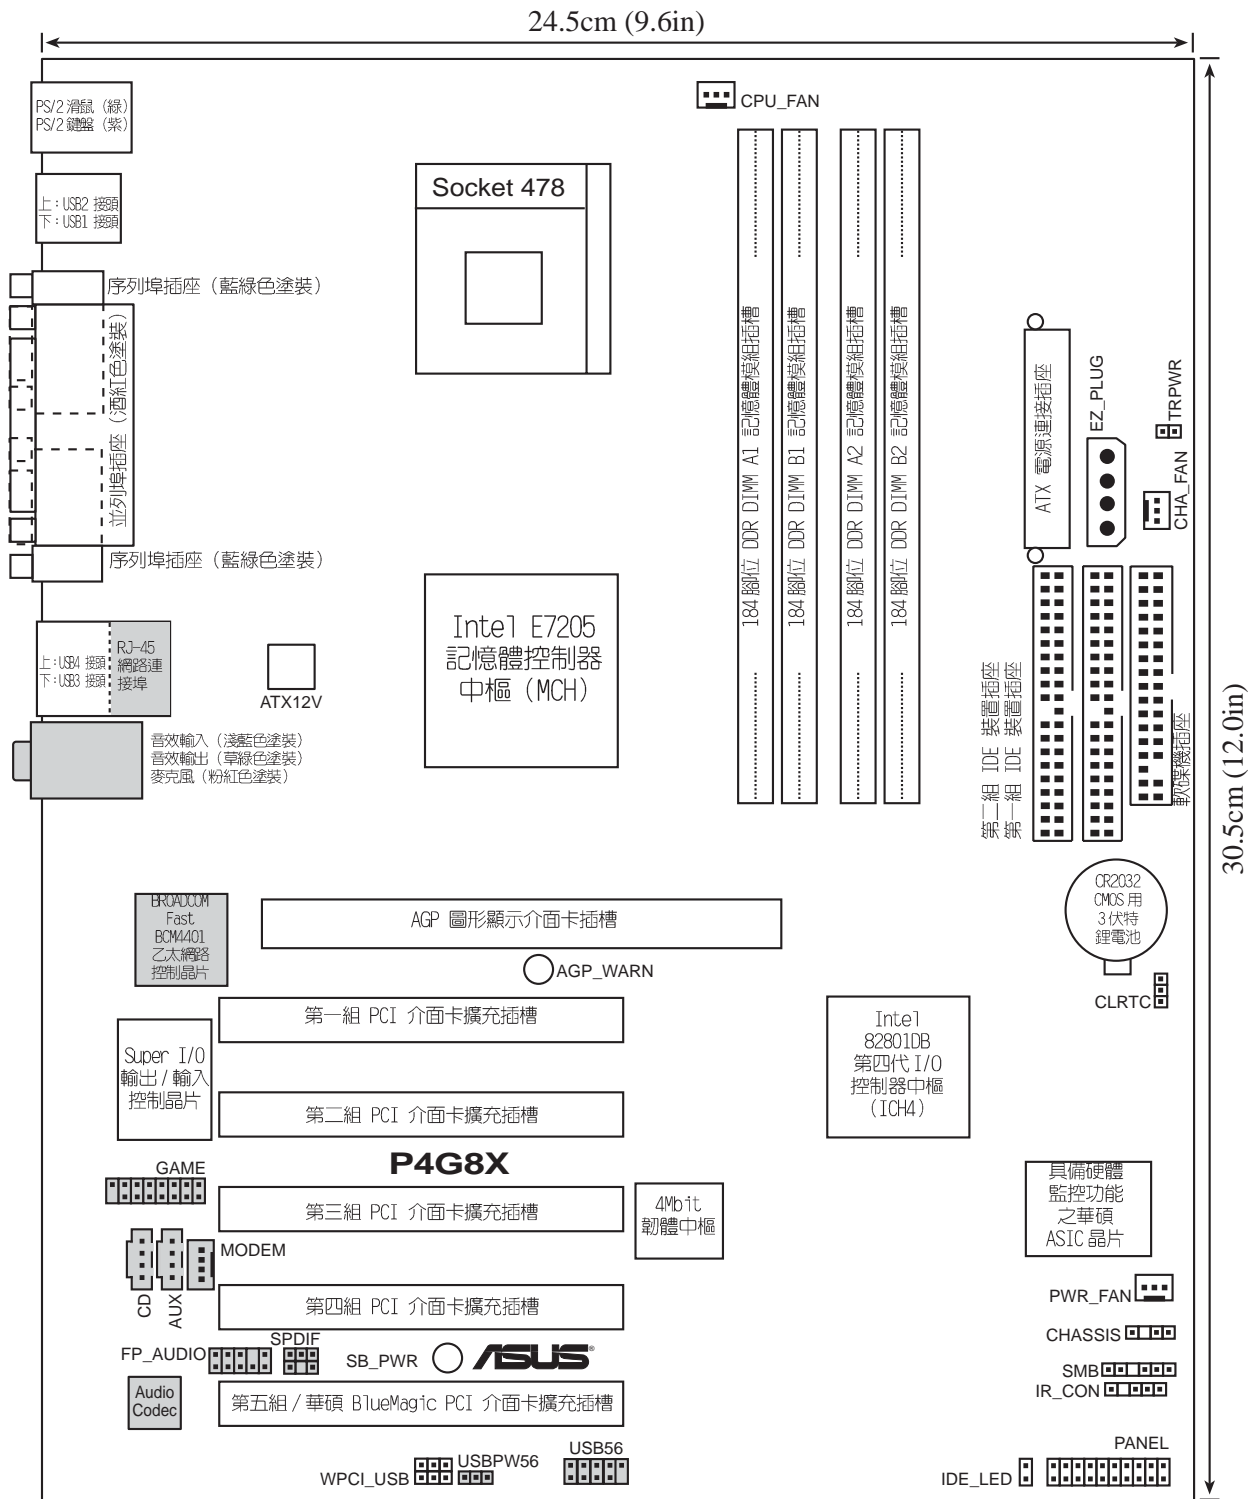 24.5cm (9.6in)
PS/2 滑鼠（綠）
PS/2 鍵盤（紫）
CPU_FAN
Socket 478
上：USB2 接頭
下：USB1 接頭
序列埠插座（藍綠色塗裝）
並列埠插座（酒紅色塗裝）
序列埠插座（藍綠色塗裝）
184 腳位 DDR DIMM A1 記憶體模組插槽
184 腳位 DDR DIMM B1 記憶體模組插槽
184 腳位 DDR DIMM A2 記憶體模組插槽
184 腳位 DDR DIMM B2 記憶體模組插槽
ATX 電源連接插座
EZ_PLUG
TRPWR
CHA_FAN
Intel E7205
記憶體控制器
中樞（MCH）
上：USB4 接頭
下：USB3 接頭
RJ-45
網路連
接埠
ATX12V
音效輸入（淺藍色塗裝）
音效輸出（草綠色塗裝）
麥克風（粉紅色塗裝）
第二組 IDE 裝置插座
第一組 IDE 裝置插座
軟碟機插座
30.5cm (12.0in)
BROADCOM
Fast
BCM4401
乙太網路
控制晶片
AGP 圖形顯示介面卡插槽
AGP_WARN
CR2032
CMOS 用
3 伏特
鋰電池
CLRTC
第一組 PCI 介面卡擴充插槽
Super I/O
輸出/輸入
控制晶片
Intel
82801DB
第四代 I/O
控制器中樞
（ICH4）
第二組 PCI 介面卡擴充插槽
P4G8X
GAME
第三組 PCI 介面卡擴充插槽
4Mbit
韌體中樞
具備硬體
監控功能
之華碩
ASIC 晶片
MODEM
CD
AUX
第四組 PCI 介面卡擴充插槽
PWR_FAN
CHASSIS
FP_AUDIO
SPDIF
SB_PWR
ASUS®
SMB
IR_CON
Audio
Codec
第五組/華碩 BlueMagic PCI 介面卡擴充插槽
WPCI_USB
USBPW56
USB56
IDE_LED
PANEL